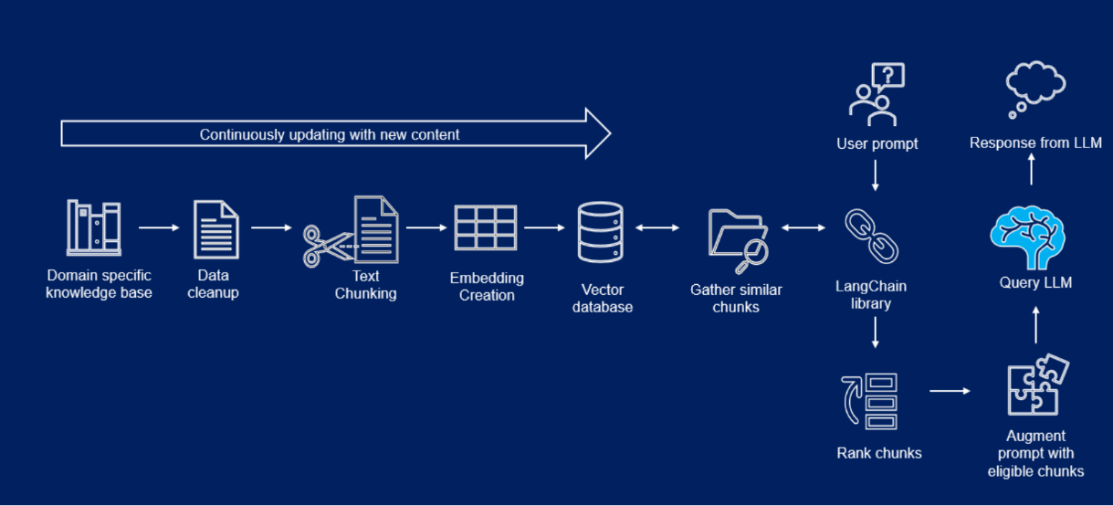 Continuously updating with new content
User prompt
Response from LLM
Domain specific
knowledge base
Data
cleanup
Text
Chunking
Embedding
Creation
Vector
database
Gather similar
chunks
LangChain
library
Query LLM
Rank chunks
Augment
prompt with
eligible chunks
?